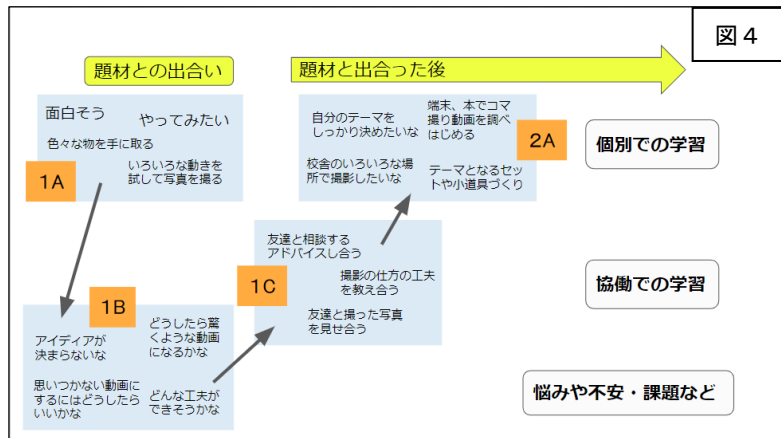 図４
題材との出合い
題材と出合った後
面白そう
やってみたい
色々な物を手に取る
いろいろな動きを
試して写真を撮る
1A
自分のテーマを
しっかり決めたいな
端末、本でコマ
撮り動画を調べ
はじめる
校舎のいろいろな場
所で撮影したいな
テーマとなるセッ
トや小道具づくり
2A
個別での学習
友達と相談する
アドバイスし合う
撮影の仕方の工夫
を教え合う
友達と撮った写真
を見せ合う
1C
協働での学習
1B
アイディアが
決まらないな
どうしたら驚
くような動画
になるかな
思いつかない動画に
するにはどうしたら
いいかな
どんな工夫が
できそうかな
悩みや不安・課題など